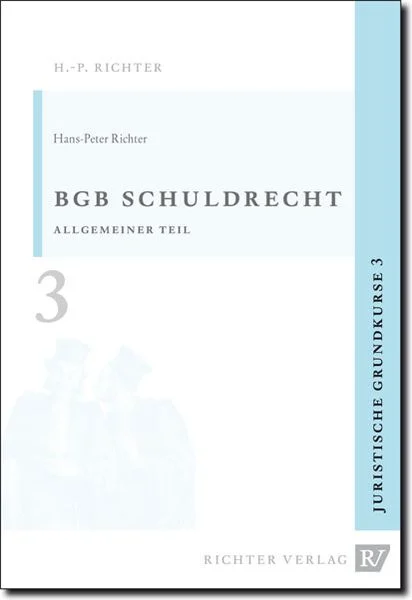 H.-P. RICHTER
Hans-Peter Richter
BGB SCHULDRECHT
ALLGEMEINER TEIL
3
JURISTISCHE GRUNDKURSE 3
RICHTER VERLAG RV